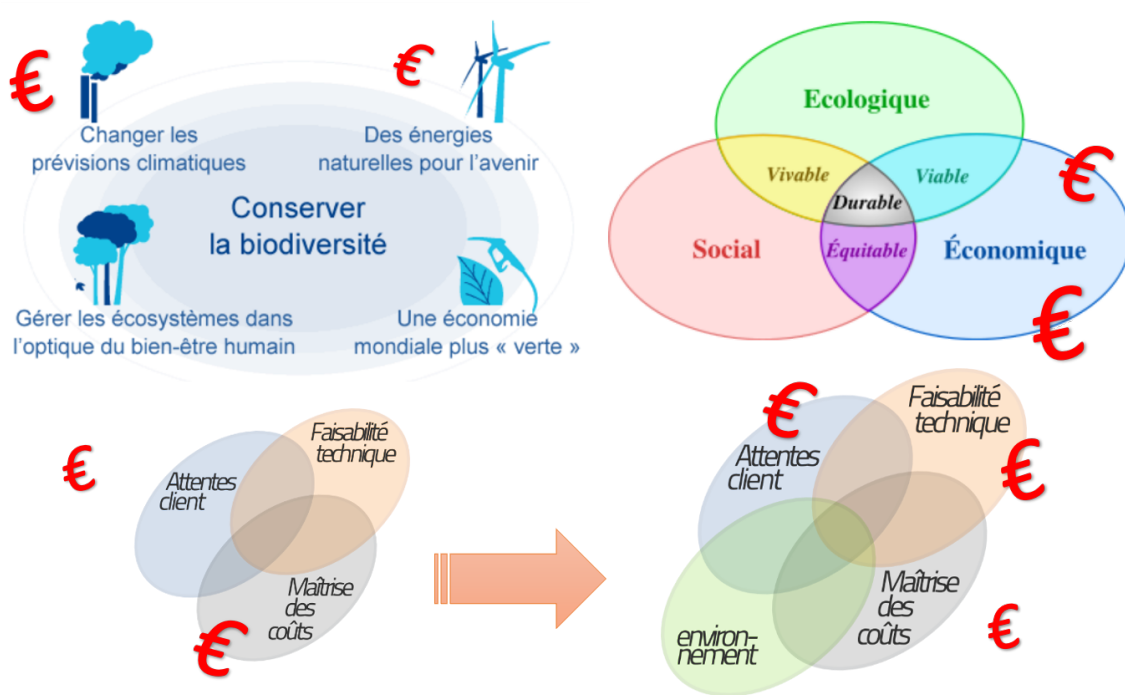 €
€
Changer les
prévisions climatiques
Des énergies
naturelles pour l’avenir
Conserver
la biodiversité
Gérer les écosystèmes dans
l’optique du bien-être humain
Une économie
mondiale plus « verte »
Ecologique
Vivable
Viable
Durable
Social
Équitable
Économique
€
€
€
Attentes
client
Faisabilité
technique
Maîtrise
des
coûts
€
€
Attentes
client
Faisabilité
technique
€
Maîtrise
des
coûts
environ-
nement
€